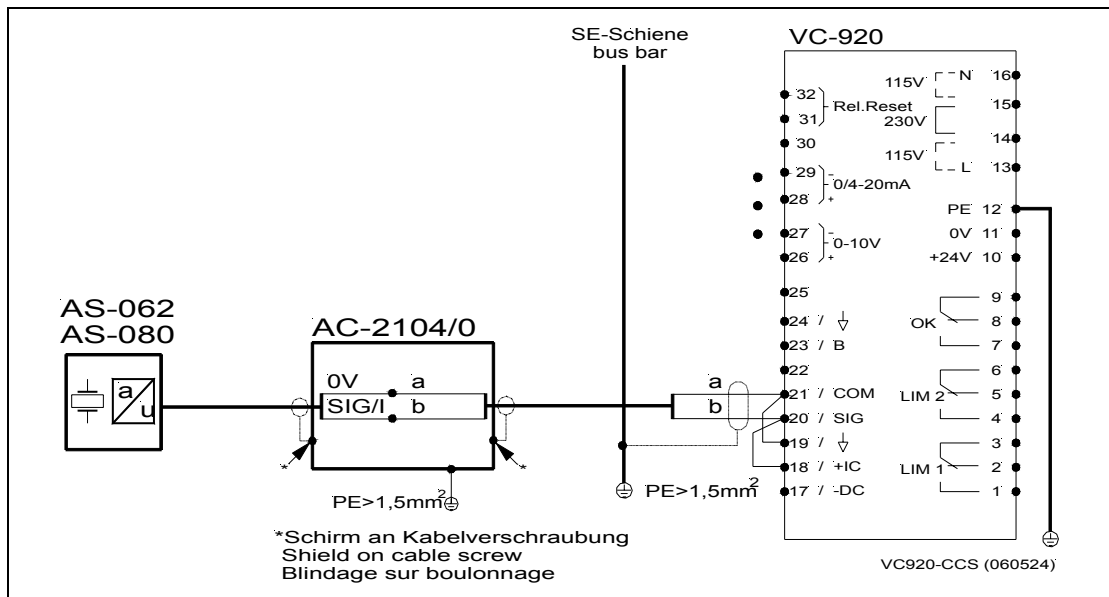 SE-Schiene
bus bar
VC-920
32
31
Rel.Reset
30
29 -
28 +
0/4-20mA
27 -
26 +
0-10V
25
24 /
23 / B
22
21 / COM
20 / SIG
19 /
18 / +IC
17 / -DC
115V
N 16
15
230V
14
115V
L 13
PE 12
0V 11
+24V 10
9
OK 8
7
6
LIM 2 5
4
3
LIM 1 2
1
AS-062
AS-080
a
u
AC-2104/0
0V a
SIG/I b
a
b
*
*
PE>1,5mm²
PE>1,5mm²
*Schirm an Kabelverschraubung
Shield on cable screw
Blindage sur boulonnage
VC920-CCS (060524)